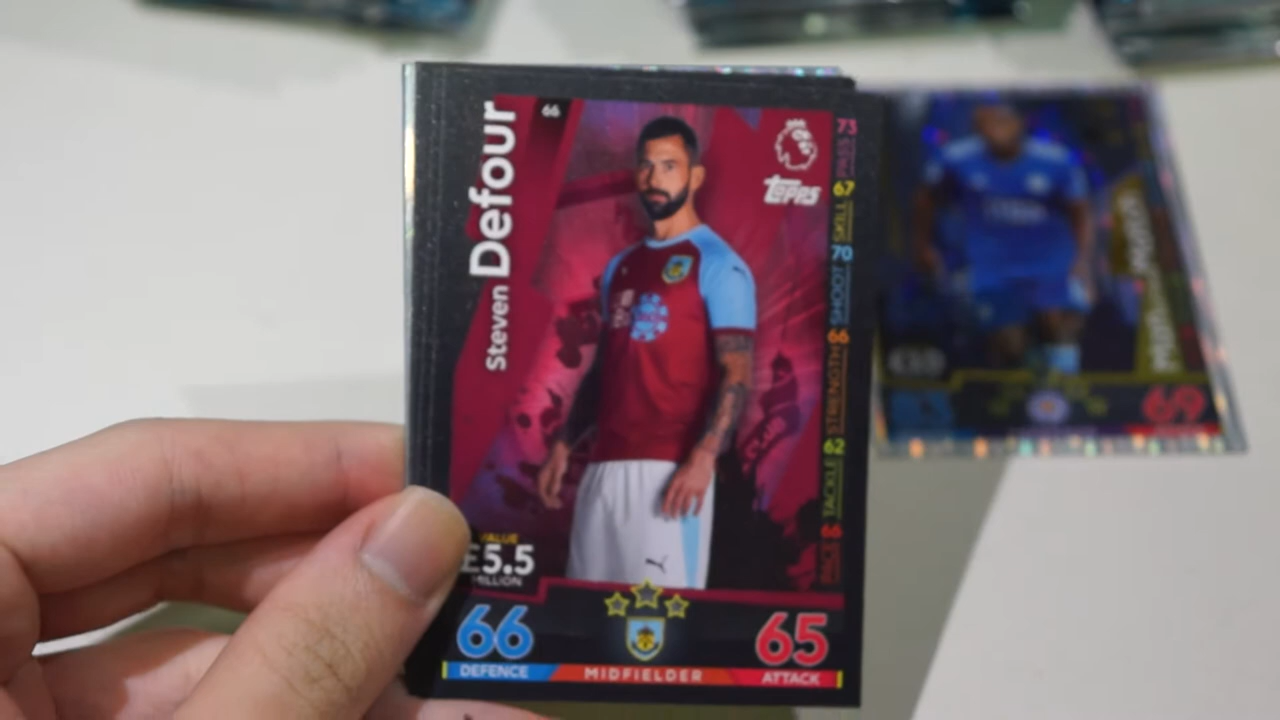 Steven Defour
66
Topps
73
PASS
67
SKILL
70
SHOOT
66
STRENGTH
62
TACKLE
66
PACE
VALUE
£5.5
MILLION
66
DEFENCE
MIDFIELDER
65
ATTACK
69